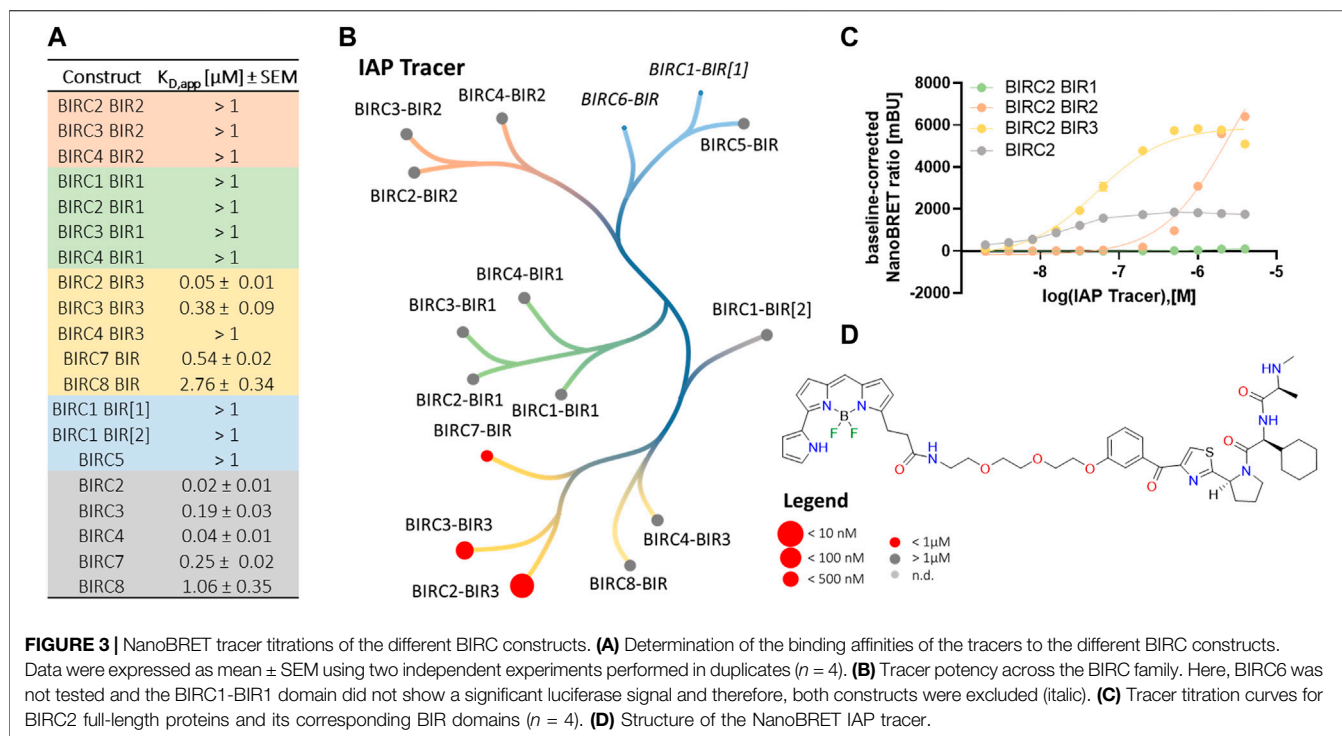 A
Construct K_D,app [µM] ± SEM
BIRC2 BIR2 > 1
BIRC3 BIR2 > 1
BIRC4 BIR2 > 1
BIRC1 BIR1 > 1
BIRC2 BIR1 > 1
BIRC3 BIR1 > 1
BIRC4 BIR1 > 1
BIRC2 BIR3 0.05 ± 0.01
BIRC3 BIR3 0.38 ± 0.09
BIRC4 BIR3 > 1
BIRC7 BIR 0.54 ± 0.02
BIRC8 BIR 2.76 ± 0.34
BIRC1 BIR[1] > 1
BIRC1 BIR[2] > 1
BIRC5 > 1
BIRC2 0.02 ± 0.01
BIRC3 0.19 ± 0.03
BIRC4 0.04 ± 0.01
BIRC7 0.25 ± 0.02
BIRC8 1.06 ± 0.35
B
IAP Tracer
BIRC1-BIR[1]
BIRC6-BIR
BIRC4-BIR2
BIRC3-BIR2
BIRC5-BIR
BIRC2-BIR2
BIRC4-BIR1
BIRC3-BIR1
BIRC1-BIR[2]
BIRC2-BIR1
BIRC1-BIR1
BIRC7-BIR
BIRC3-BIR3
BIRC4-BIR3
BIRC8-BIR
BIRC2-BIR3
Legend
< 10 nM
< 100 nM
< 500 nM
< 1µM
> 1µM
n.d.
C
baseline-corrected
NanoBRET ratio [mBU]
8000
6000
4000
2000
0
-2000
BIRC2 BIR1
BIRC2 BIR2
BIRC2 BIR3
BIRC2
-8 -7 -6 -5
log(IAP Tracer),[M]
D
HN
O
NH
O
N
S
N
H
O
O
O
O
N
H
O
NH
N
B
N
F
F
FIGURE 3 | NanoBRET tracer titrations of the different BIRC constructs. (A) Determination of the binding affinities of the tracers to the different BIRC constructs.
Data were expressed as mean ± SEM using two independent experiments performed in duplicates (n = 4). (B) Tracer potency across the BIRC family. Here, BIRC6 was
not tested and the BIRC1-BIR1 domain did not show a significant luciferase signal and therefore, both constructs were excluded (italic). (C) Tracer titration curves for
BIRC2 full-length proteins and its corresponding BIR domains (n = 4). (D) Structure of the NanoBRET IAP tracer.